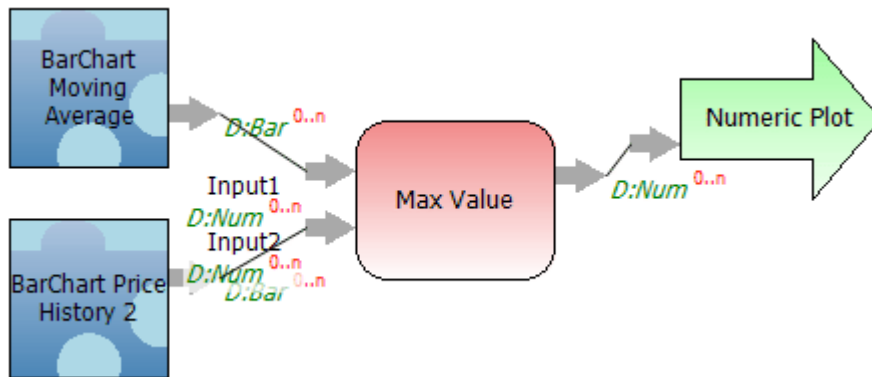 BarChart
Moving
Average
D:Bar 0..n
Input1
D:Num 0..n
Input2
D:Num 0..n
D:Bar 0..n
BarChart Price
History 2
Max Value
D:Num 0..n
Numeric Plot